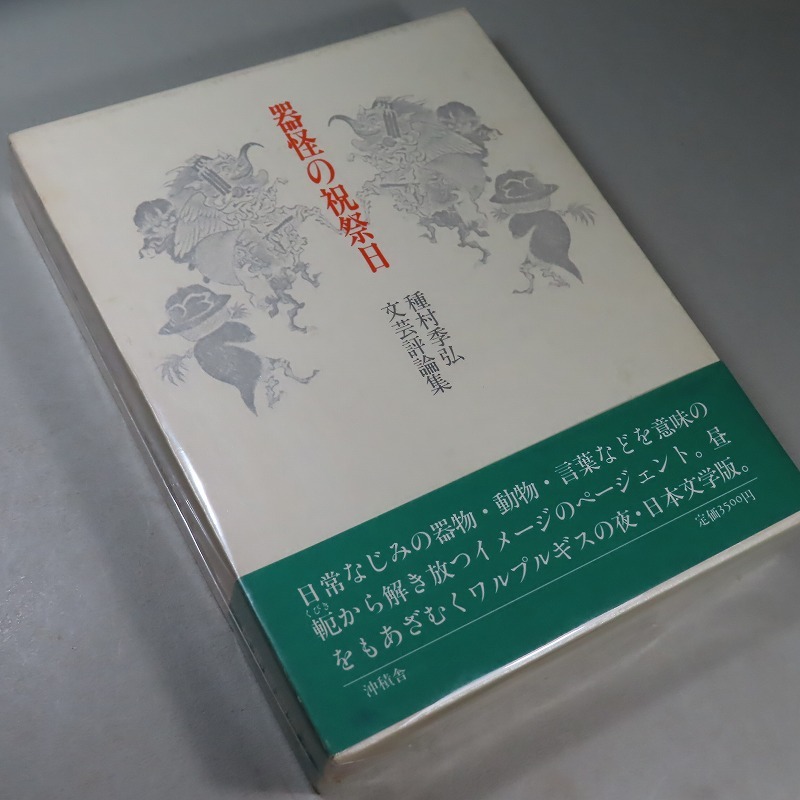 器怪の祝祭日
種村季弘
文芸評論集
日常なじみの器物・動物・言葉などを意味の
軛から解き放つイメージのページェント。昼
くびき
をもあざむくワルプルギスの夜・日本文学版。
定価3500円
沖積舎